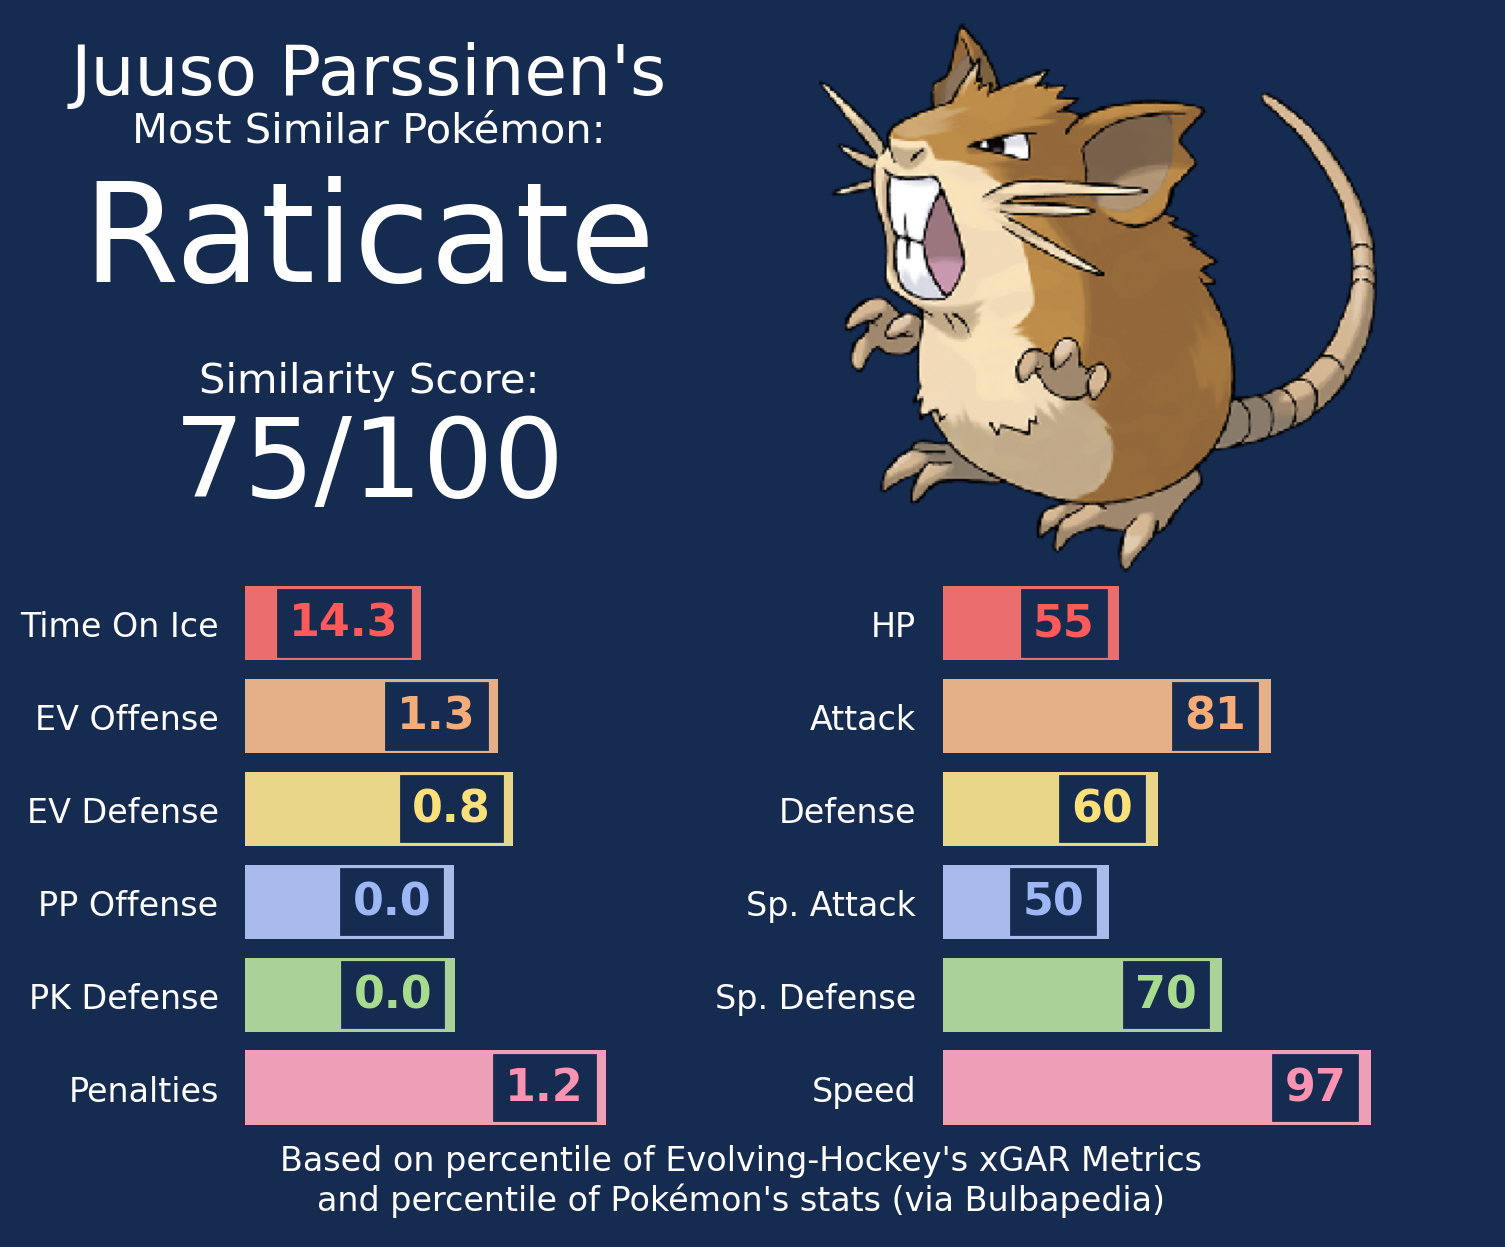 Juuso Parssinen's
Most Similar Pokémon:
Raticate
Similarity Score:
75/100
Time On Ice 14.3
EV Offense 1.3
EV Defense 0.8
PP Offense 0.0
PK Defense 0.0
Penalties 1.2
HP 55
Attack 81
Defense 60
Sp. Attack 50
Sp. Defense 70
Speed 97
Based on percentile of Evolving-Hockey's xGAR Metrics
and percentile of Pokémon's stats (via Bulbapedia)